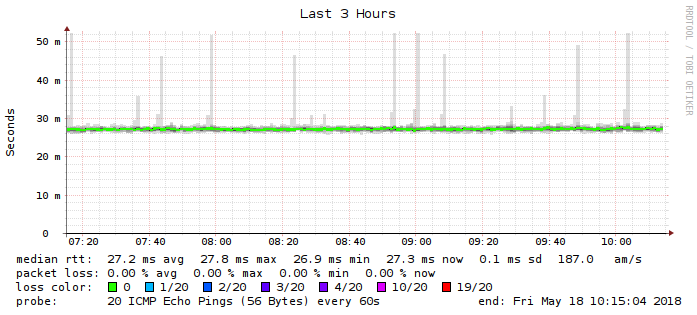 Last 3 Hours
RRDTOOL / TOBI OETIKER
Seconds
50 m
40 m
30 m
20 m
10 m
0
07:20 07:40 08:00 08:20 08:40 09:00 09:20 09:40 10:00
median rtt: 27.2 ms avg 27.8 ms max 26.9 ms min 27.3 ms now 0.1 ms sd 187.0 am/s
packet loss: 0.00 % avg 0.00 % max 0.00 % min 0.00 % now
loss color: 0 1/20 2/20 3/20 4/20 10/20 19/20
probe: 20 ICMP Echo Pings (56 Bytes) every 60s end: Fri May 18 10:15:04 2018